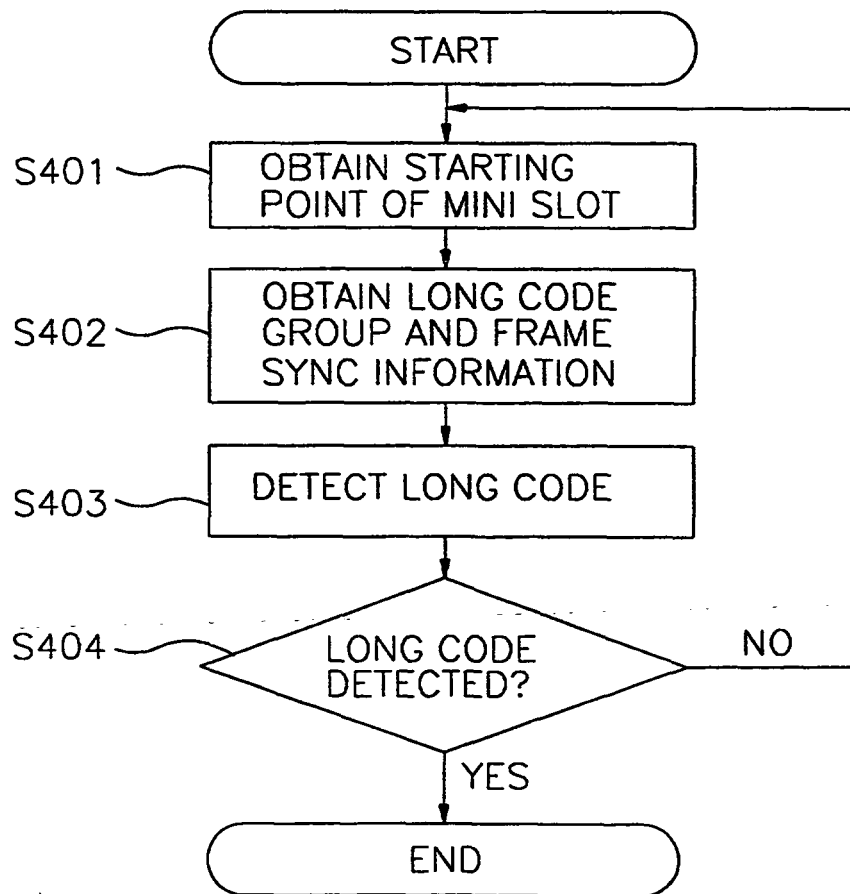 START
S401
OBTAIN STARTING
POINT OF MINI SLOT
S402
OBTAIN LONG CODE
GROUP AND FRAME
SYNC INFORMATION
S403
DETECT LONG CODE
S404
LONG CODE
DETECTED?
NO
YES
END